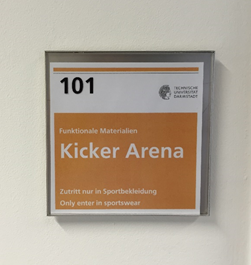 101
TECHNISCHE
UNIVERSITÄT
DARMSTADT
Funktionale Materialien
Kicker Arena
Zutritt nur in Sportbekleidung
Only enter in sportswear